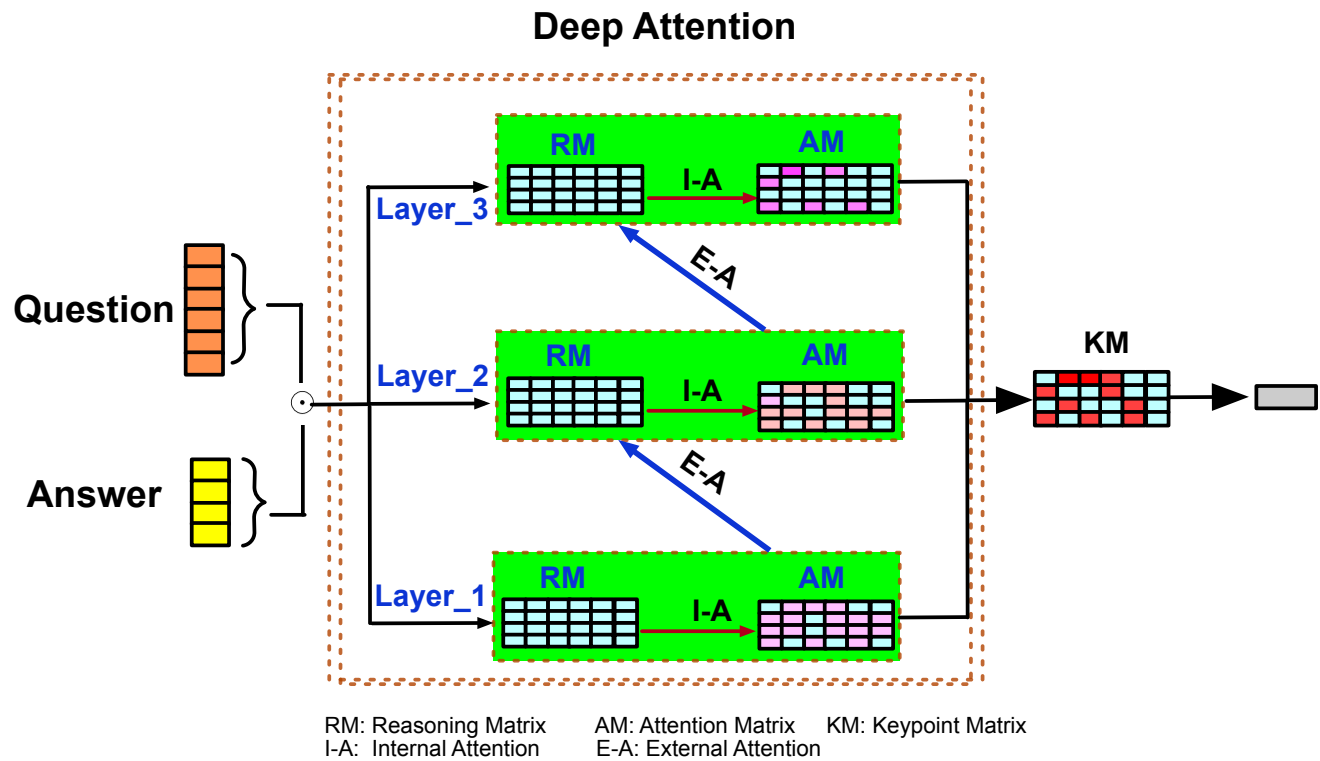 Deep Attention
RM
AM
I-A
Layer_3
E-A
Question
RM
AM
I-A
Layer_2
KM
E-A
Answer
RM
AM
I-A
Layer_1
RM: Reasoning Matrix AM: Attention Matrix KM: Keypoint Matrix
I-A: Internal Attention E-A: External Attention